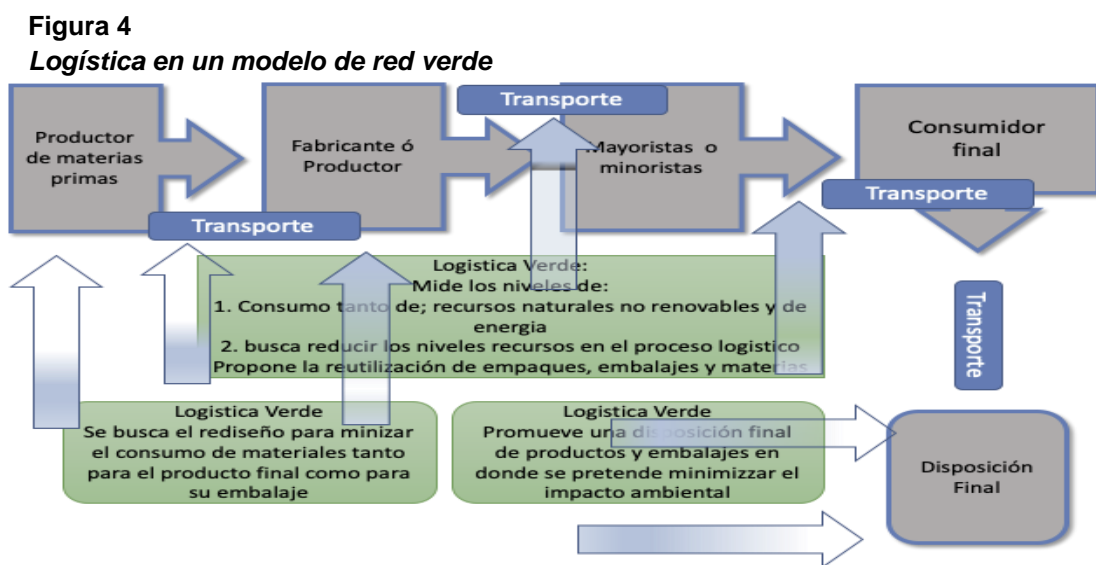 Figura 4
Logística en un modelo de red verde
Productor
de materias
primas
Transporte
Fabricante ó
Productor
Transporte
Mayoristas o
minoristas
Consumidor
final
Transporte
Transporte
Logistica Verde:
Mide los niveles de:
1. Consumo tanto de; recursos naturales no renovables y de
energia
2. busca reducir los niveles recursos en el proceso logistico
Propone la reutilización de empaques, embalajes y materias
Logistica Verde
Se busca el rediseño para minizar
el consumo de materiales tanto
para el producto final como para
su embalaje
Logistica Verde
Promueve una disposición final
de productos y embalajes en
donde se pretende minimizzar el
impacto ambiental
Disposición
Final